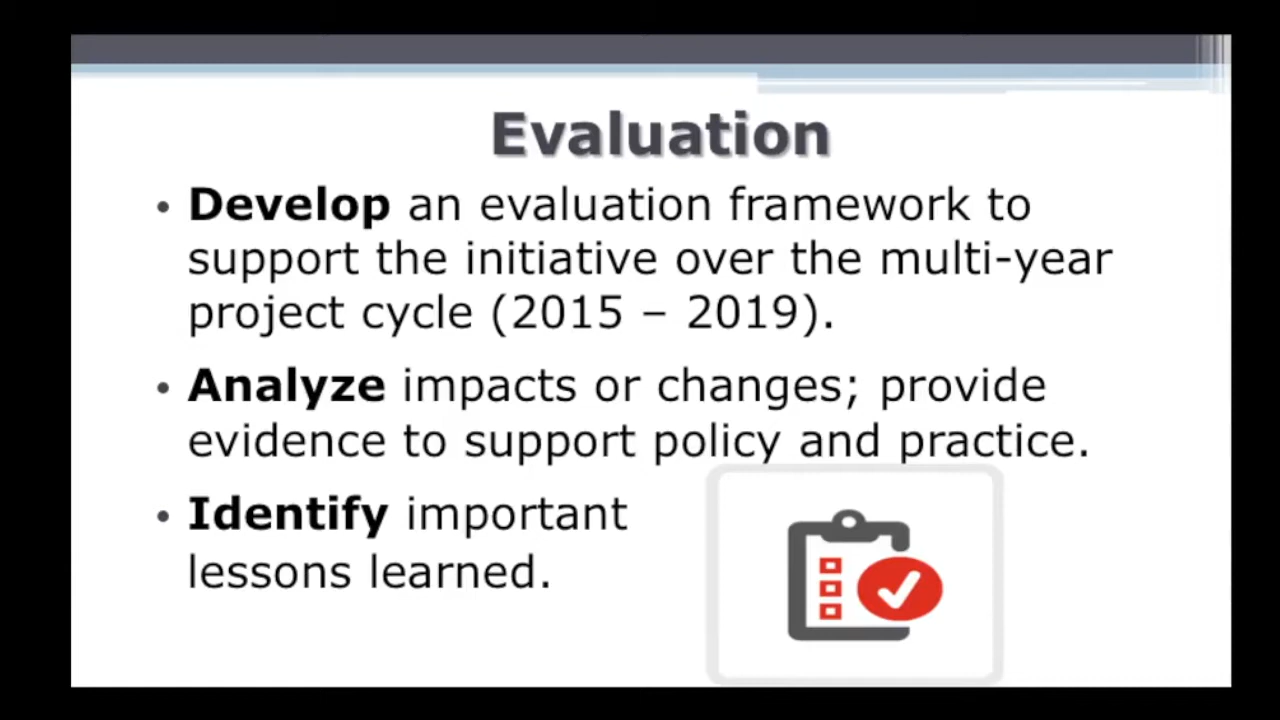 Evaluation
• Develop an evaluation framework to
support the initiative over the multi-year
project cycle (2015 – 2019).
• Analyze impacts or changes; provide
evidence to support policy and practice.
• Identify important
lessons learned.